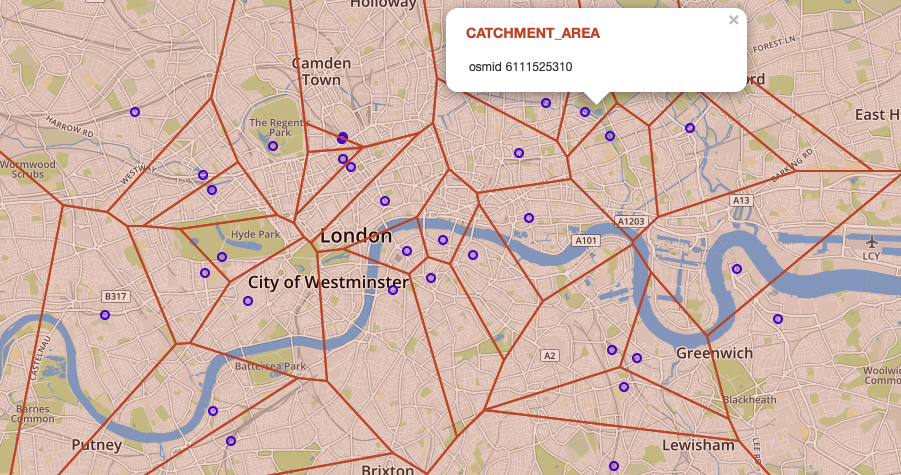 Holloway
×
CATCHMENT_AREA
osmid 6111525310
Camden
Town
-FOREST-LN
rd
HARROW RD
The Regent's
Park
East H
Wormwood
Scrubs
WESTWAY
BARKING RD
A13
Hyde Park
London
A1203
A101
LCY
City of Westminster
B317
CASTELNAU
A2
Greenwich
Battersea Park
Woolwic
Commo
Barnes
Common
Blackheath
Putney
Lewisham
LEE RD
Brixton